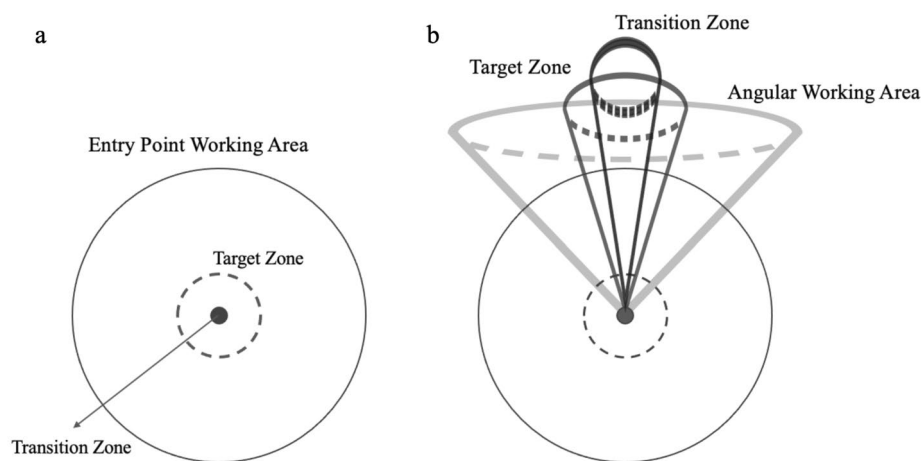 a
Entry Point Working Area
Target Zone
Transition Zone
b
Transition Zone
Target Zone
Angular Working Area